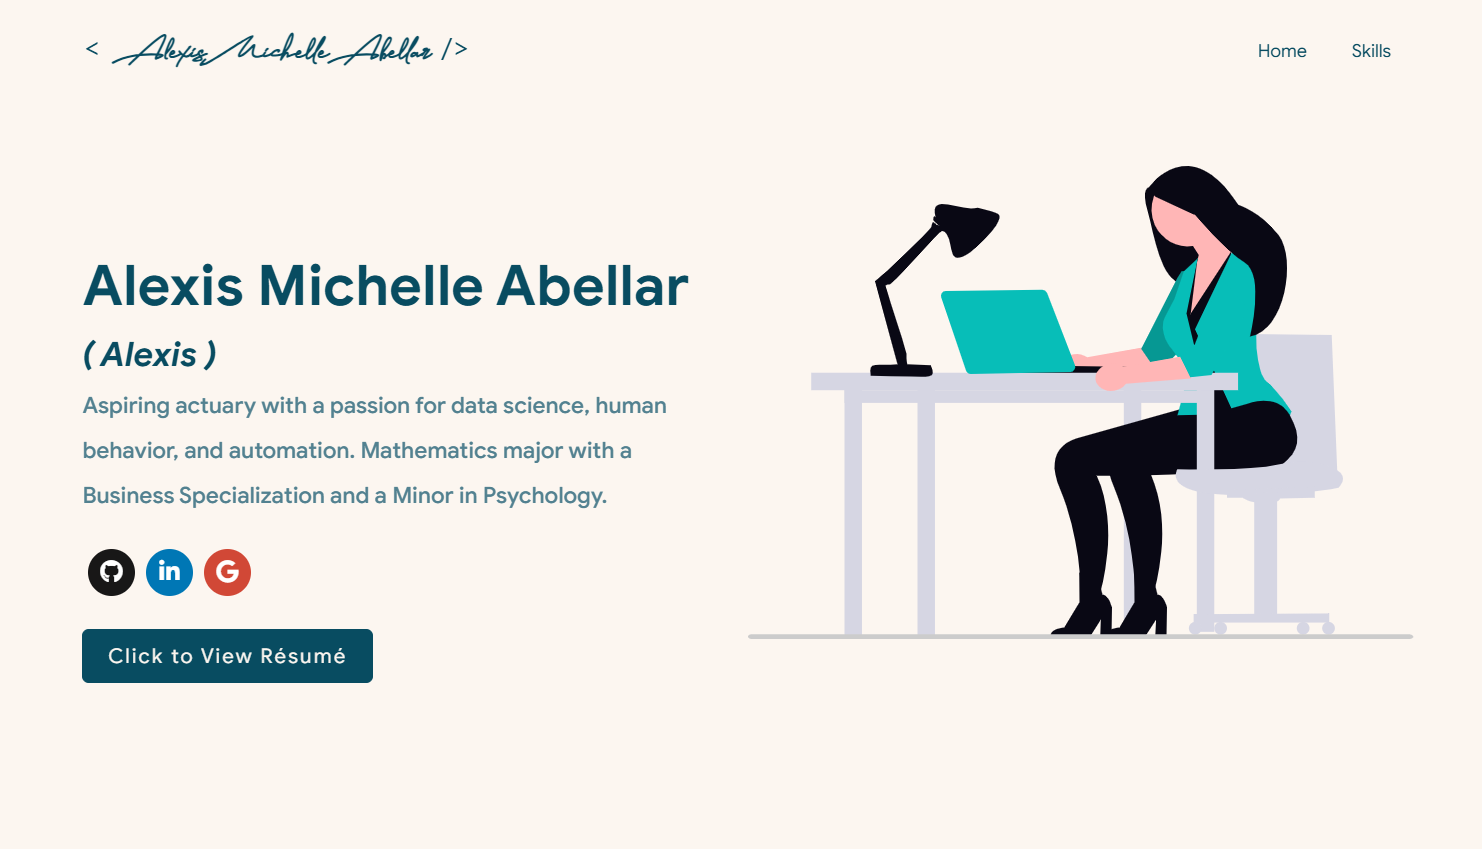 < Alexis Michelle Abellar />
Home
Skills
Alexis Michelle Abellar
( Alexis )
Aspiring actuary with a passion for data science, human
behavior, and automation. Mathematics major with a
Business Specialization and a Minor in Psychology.
in
G
Click to View Résumé